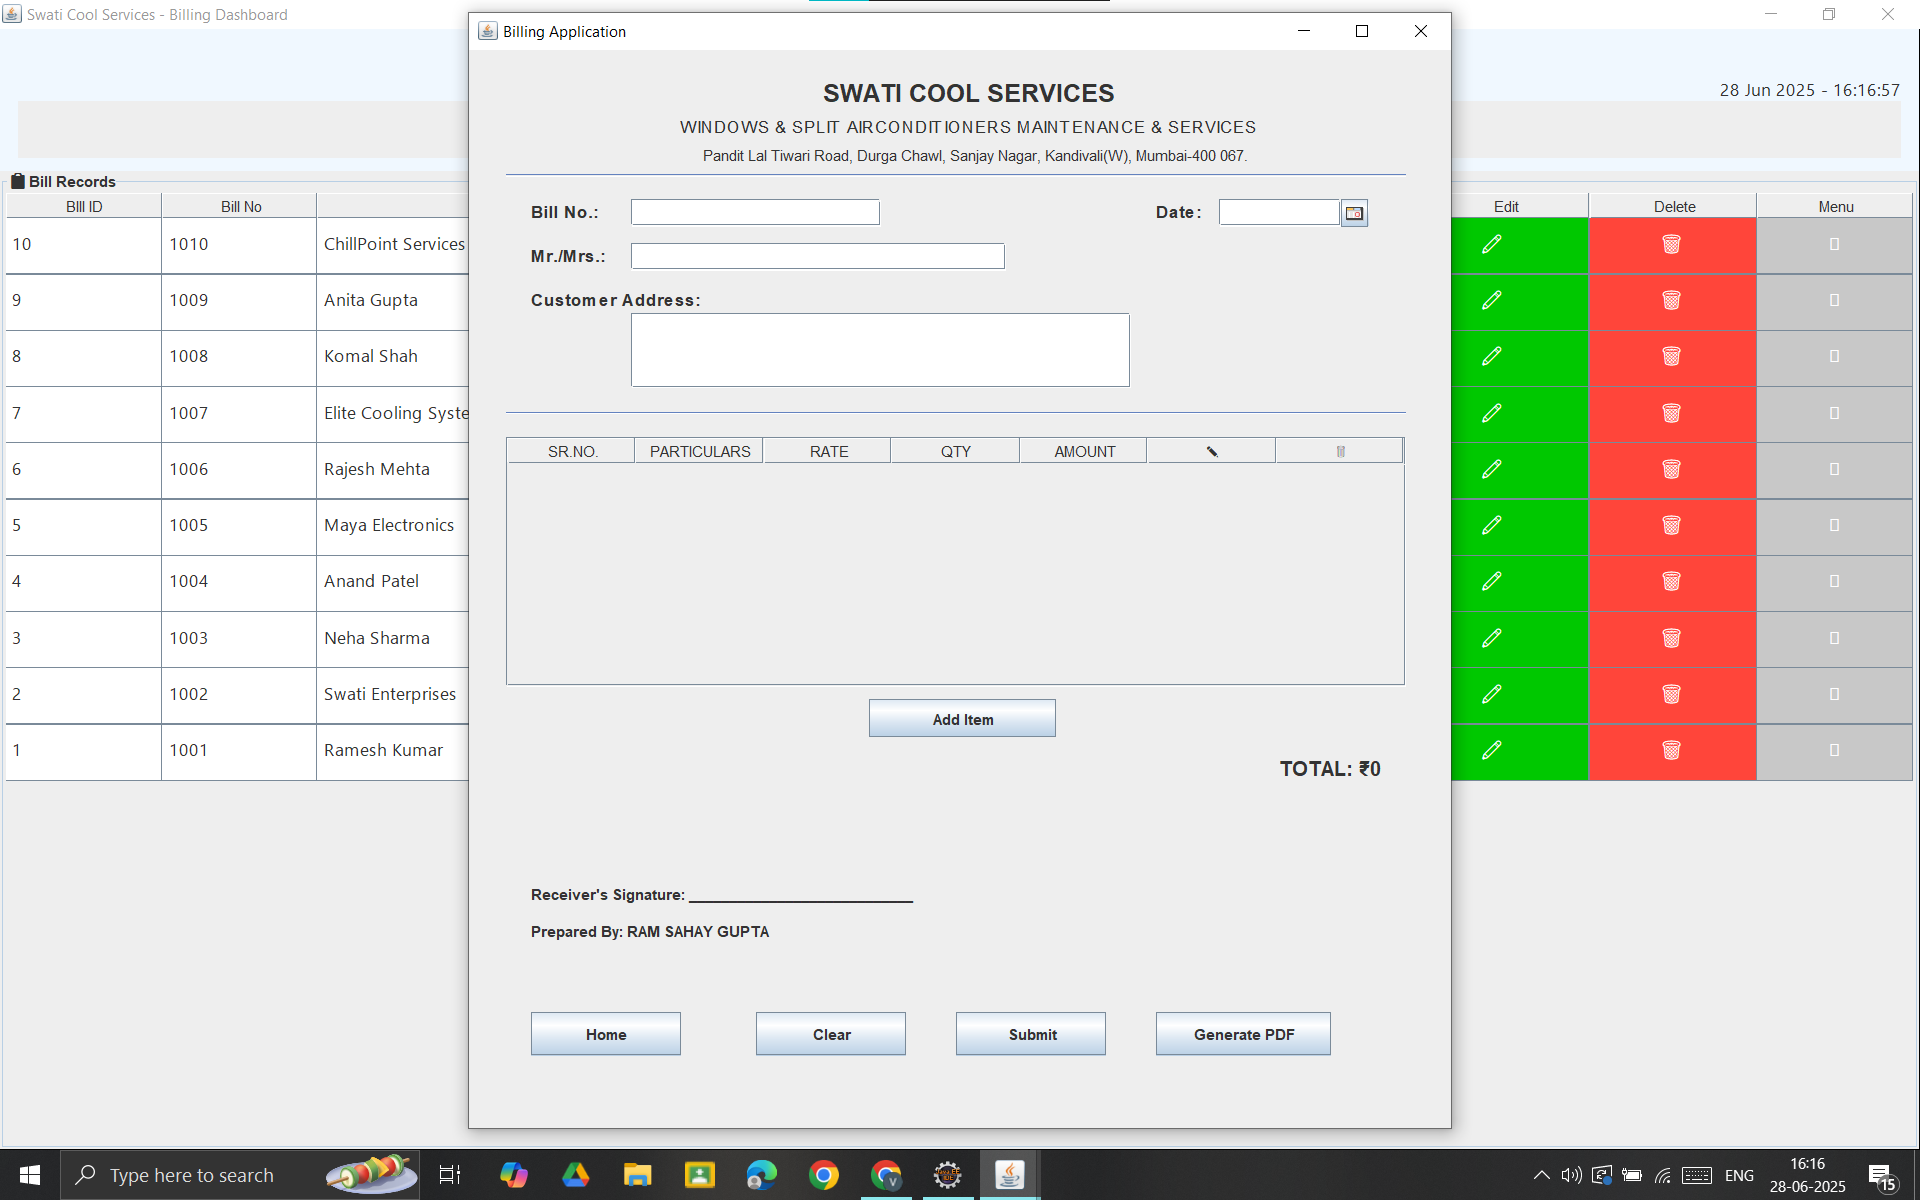 Swati Cool Services - Billing Dashboard
28 Jun 2025 - 16:16:57
Bill Records
BIll ID Bill No Edit Delete Menu
10 1010 ChillPoint Services
9 1009 Anita Gupta
8 1008 Komal Shah
7 1007 Elite Cooling Syste
6 1006 Rajesh Mehta
5 1005 Maya Electronics
4 1004 Anand Patel
3 1003 Neha Sharma
2 1002 Swati Enterprises
1 1001 Ramesh Kumar
Billing Application
SWATI COOL SERVICES
WINDOWS & SPLIT AIRCONDITIONERS MAINTENANCE & SERVICES
Pandit Lal Tiwari Road, Durga Chawl, Sanjay Nagar, Kandivali(W), Mumbai-400 067.
Bill No.: Date:
Mr./Mrs.:
Customer Address:
SR.NO. PARTICULARS RATE QTY AMOUNT
Add Item
TOTAL: ₹0
Receiver's Signature: ____________________________
Prepared By: RAM SAHAY GUPTA
Home Clear Submit Generate PDF
Type here to search
ENG
16:16
28-06-2025
15